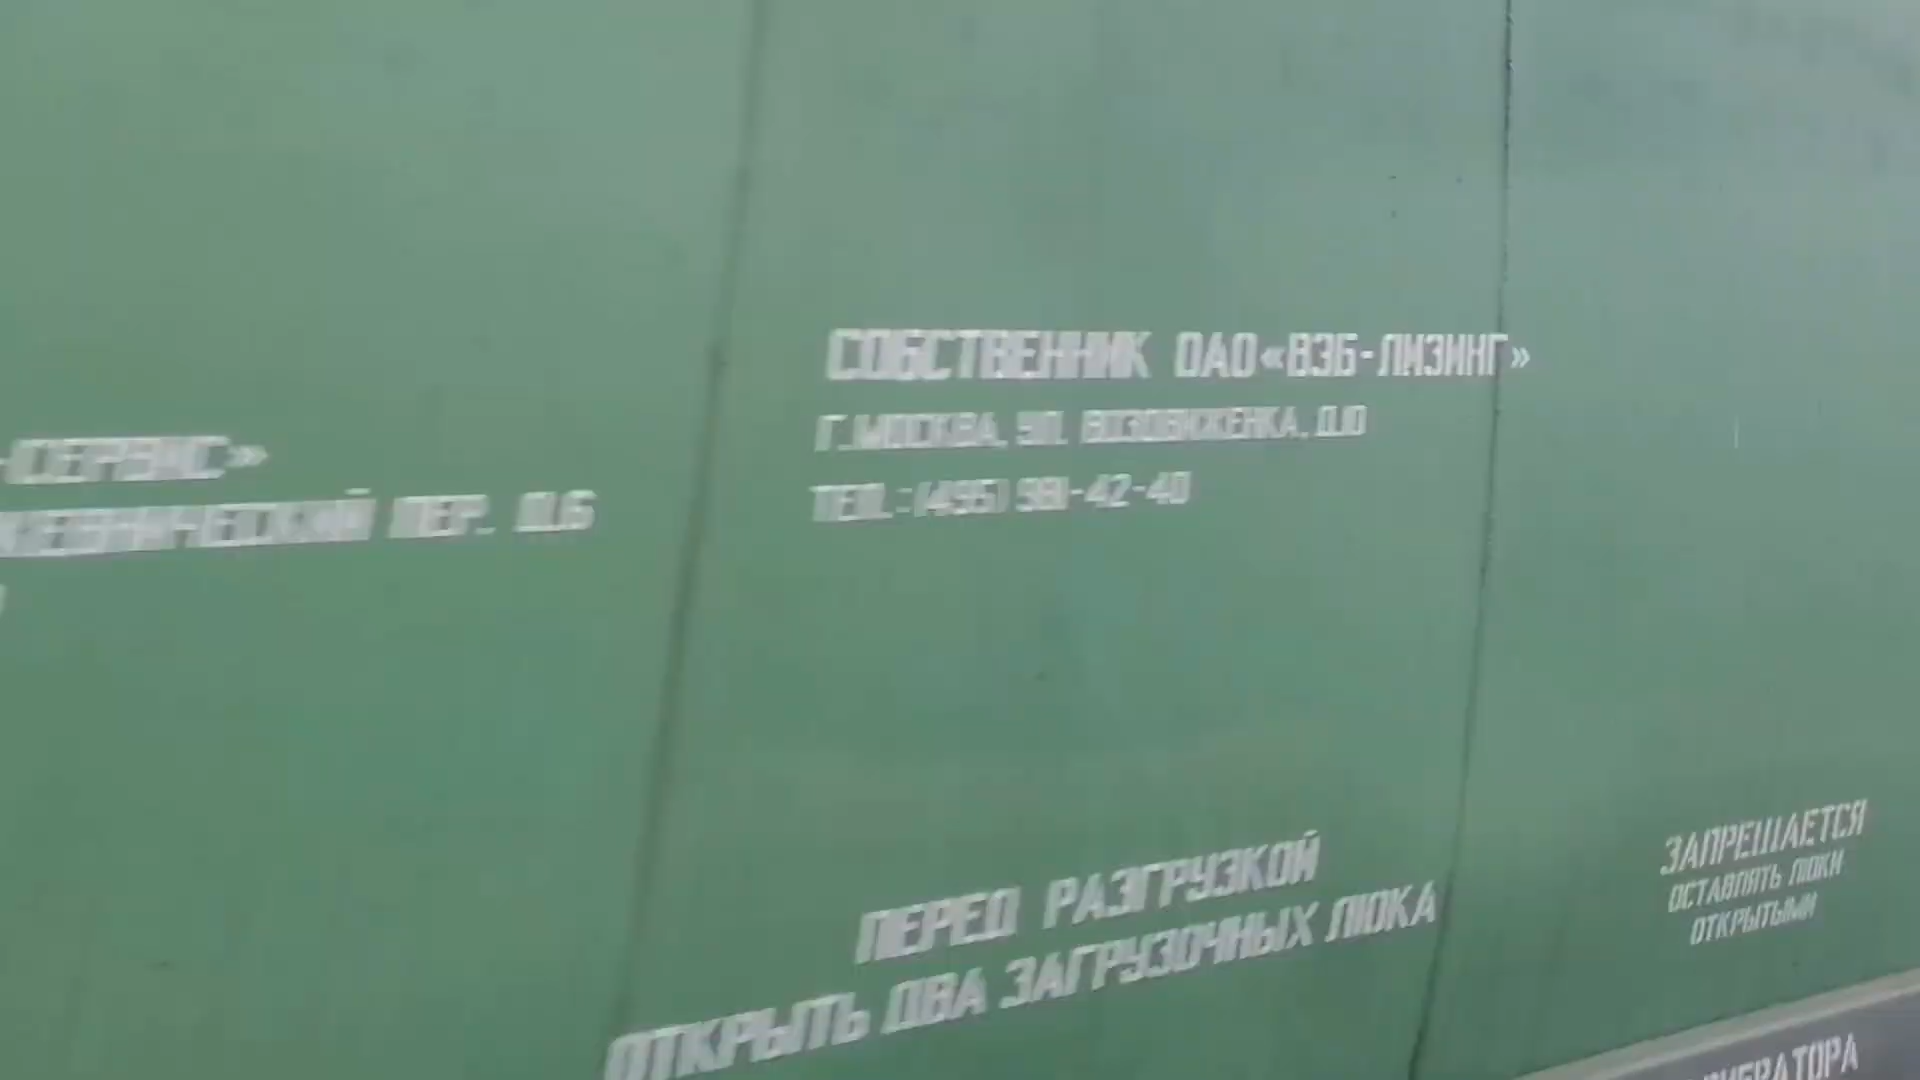 -СЕРВИС»
ПЕР. Д.6
СОБСТВЕННИК ОАО«ВЭБ-ЛИЗИНГ»
Г.МОСКВА, УЛ. ВОЗДВИЖЕНКА, Д.10
ТЕЛ.:(495) 981-42-40
ПЕРЕД РАЗГРУЗКОЙ
ОТКРЫТЬ ДВА ЗАГРУЗОЧНЫХ ЛЮКА
ЗАПРЕЩАЕТСЯ
ОСТАВЛЯТЬ ЛЮКИ
ОТКРЫТЫМИ